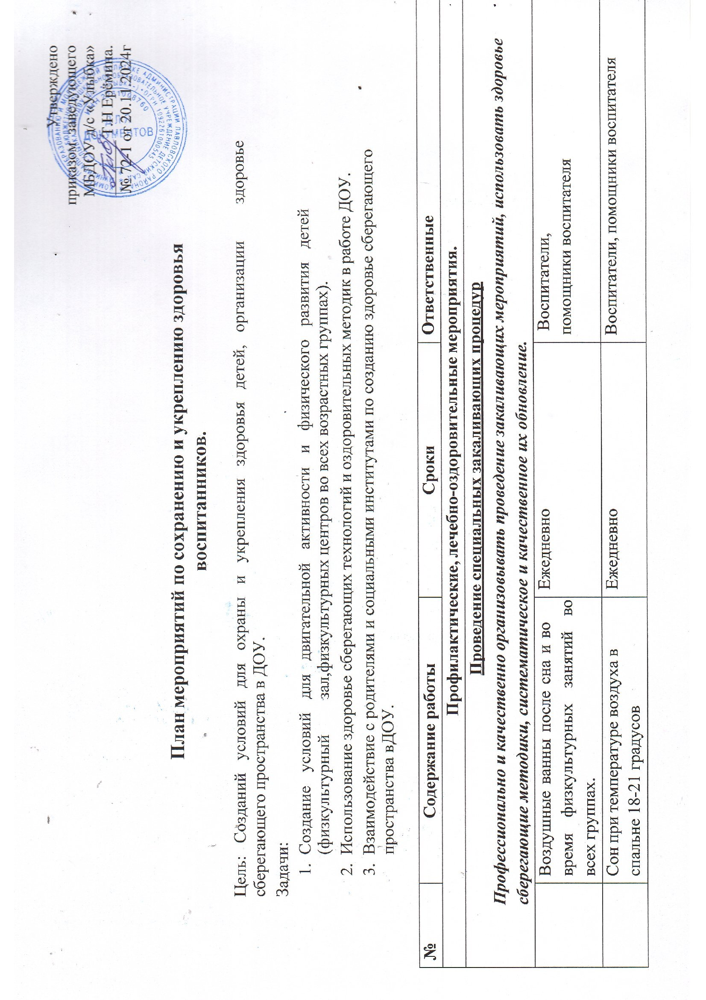 Утверждено
приказом заведующего
МБДОУ д/с «Улыбка»
Т.Н Ерёмина.
№ 72-1 от 20.11.2024г
ДОКУМЕНТОВ
План мероприятий по сохранению и укреплению здоровья
воспитанников.
Цель: Созданий условий для охраны и укрепления здоровья детей, организации здоровье
сберегающего пространства в ДОУ.
Задачи:
1. Создание условий для двигательной активности и физического развития детей
(физкультурный зал,физкультурных центров во всех возрастных группах).
2. Использование здоровье сберегающих технологий и оздоровительных методик в работе ДОУ.
3. Взаимодействие с родителями и социальными институтами по созданию здоровье сберегающего
пространства вДОУ.
№ Содержание работы Сроки Ответственные
Профилактические, лечебно-оздоровительные мероприятия.
Проведение специальных закаливающих процедур
Профессионально и качественно организовывать проведение закаливающих мероприятий, использовать здоровье
сберегающие методики, систематическое и качественное их обновление.
Воздушные ванны после сна и во
время физкультурных занятий во
всех группах.
Ежедневно
Воспитатели,
помощники воспитателя
Сон при температуре воздуха в
спальне 18-21 градусов
Ежедневно
Воспитатели, помощники воспитателя